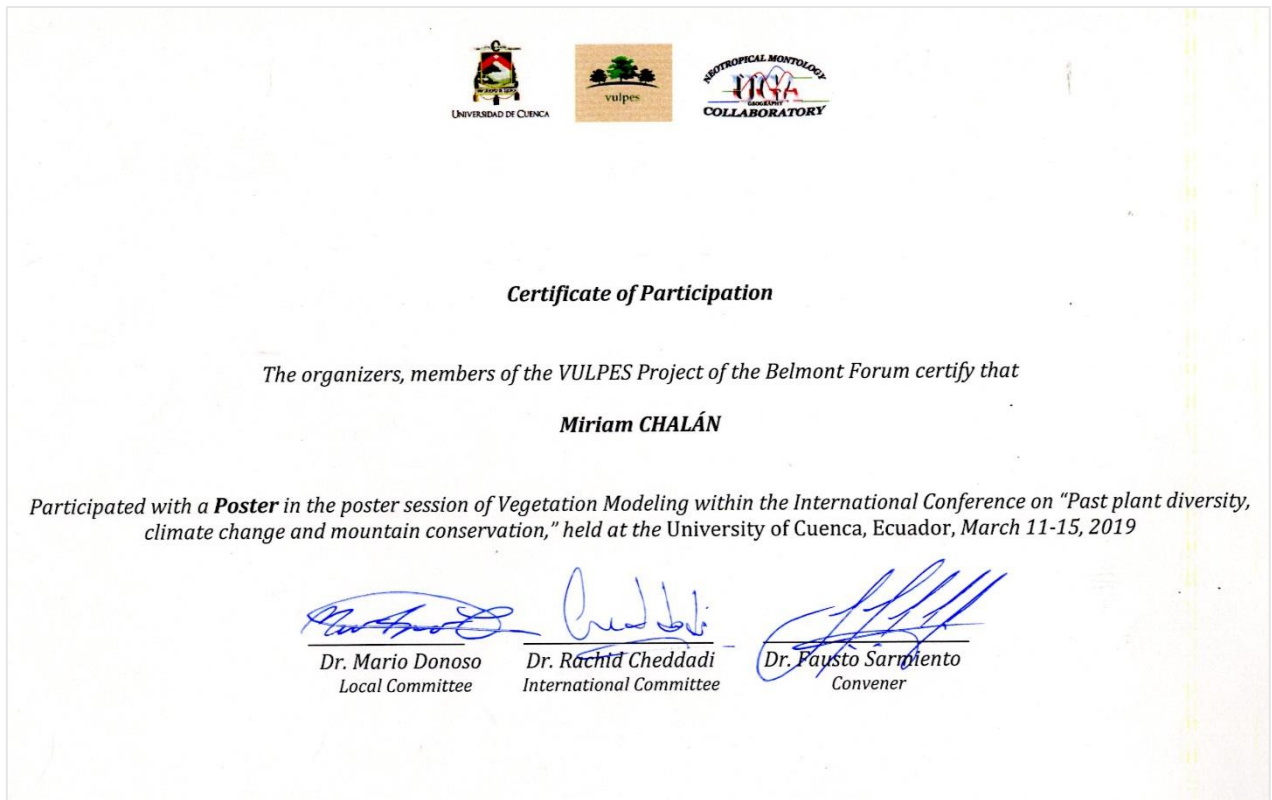 UNIVERSIDAD DE CUENCA
vulpes
NEOTROPICAL MONTOLOGY
GEOGRAPHY
COLLABORATORY
Certificate of Participation
The organizers, members of the VULPES Project of the Belmont Forum certify that
Miriam CHALÁN
Participated with a Poster in the poster session of Vegetation Modeling within the International Conference on “Past plant diversity,
climate change and mountain conservation,” held at the University of Cuenca, Ecuador, March 11-15, 2019
Dr. Mario Donoso
Local Committee
Dr. Rachid Cheddadi
International Committee
Dr. Fausto Sarmiento
Convener